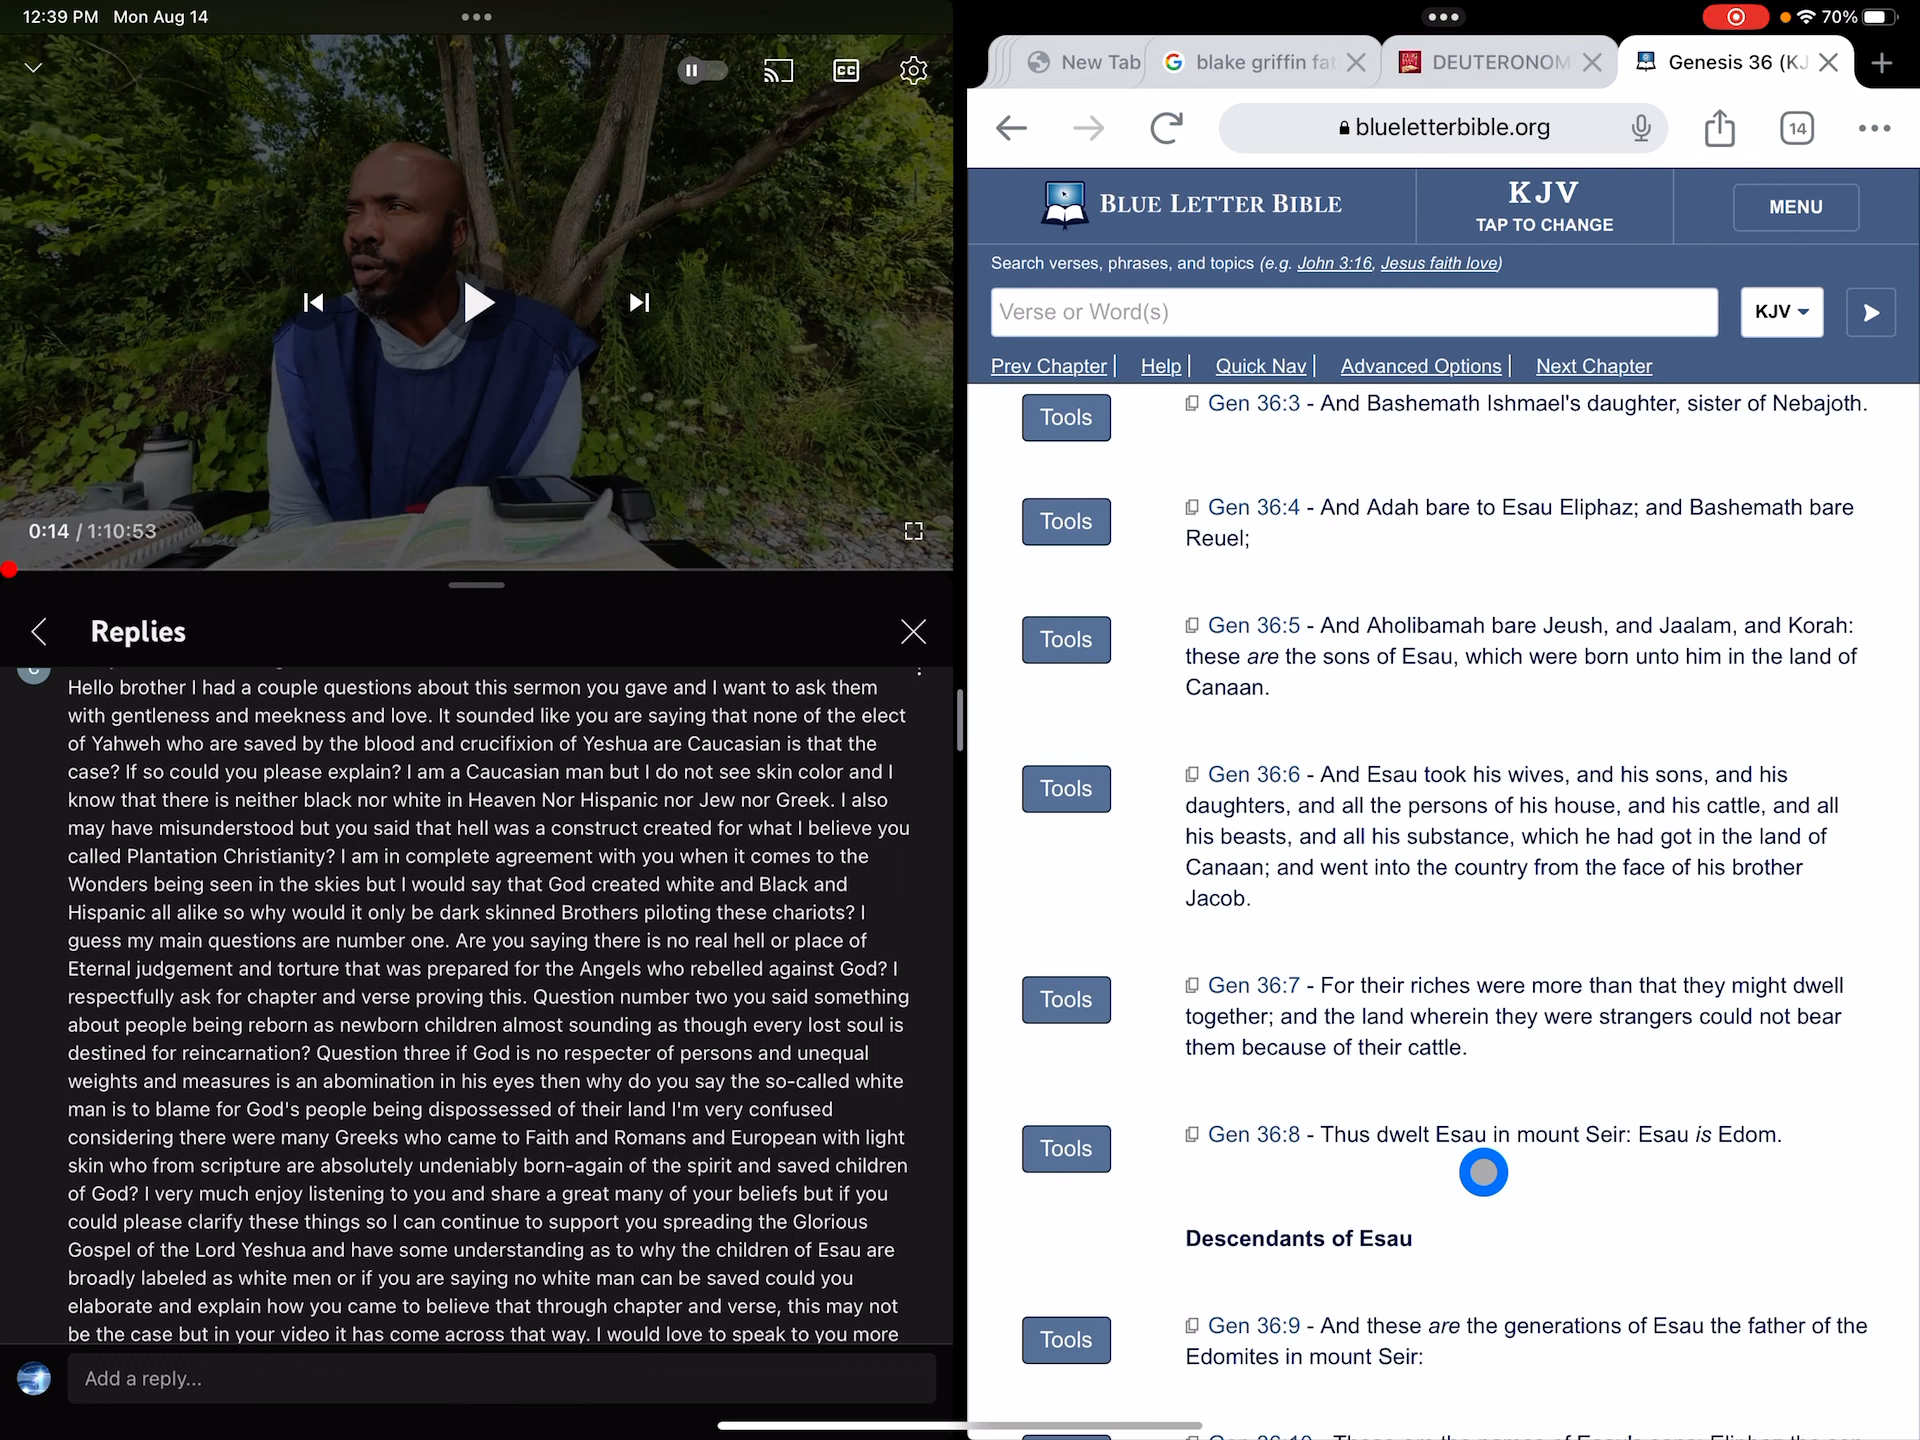 12:39 PM Mon Aug 14
70%
CC
0:14 / 1:10:53
Replies
Hello brother I had a couple questions about this sermon you gave and I want to ask them
with gentleness and meekness and love. It sounded like you are saying that none of the elect
of Yahweh who are saved by the blood and crucifixion of Yeshua are Caucasian is that the
case? If so could you please explain? I am a Caucasian man but I do not see skin color and I
know that there is neither black nor white in Heaven Nor Hispanic nor Jew nor Greek. I also
may have misunderstood but you said that hell was a construct created for what I believe you
called Plantation Christianity? I am in complete agreement with you when it comes to the
Wonders being seen in the skies but I would say that God created white and Black and
Hispanic all alike so why would it only be dark skinned Brothers piloting these chariots? I
guess my main questions are number one. Are you saying there is no real hell or place of
Eternal judgement and torture that was prepared for the Angels who rebelled against God? I
respectfully ask for chapter and verse proving this. Question number two you said something
about people being reborn as newborn children almost sounding as though every lost soul is
destined for reincarnation? Question three if God is no respecter of persons and unequal
weights and measures is an abomination in his eyes then why do you say the so-called white
man is to blame for God's people being dispossessed of their land I'm very confused
considering there were many Greeks who came to Faith and Romans and European with light
skin who from scripture are absolutely undeniably born-again of the spirit and saved children
of God? I very much enjoy listening to you and share a great many of your beliefs but if you
could please clarify these things so I can continue to support you spreading the Glorious
Gospel of the Lord Yeshua and have some understanding as to why the children of Esau are
broadly labeled as white men or if you are saying no white man can be saved could you
elaborate and explain how you came to believe that through chapter and verse, this may not
be the case but in your video it has come across that way. I would love to speak to you more
Add a reply...
New Tab
blake griffin fat
DEUTERONOM
Genesis 36 (KJ
blueletterbible.org
14
BLUE LETTER BIBLE
KJV
TAP TO CHANGE
MENU
Search verses, phrases, and topics (e.g. John 3:16, Jesus faith love)
Verse or Word(s)
KJV
Prev Chapter | Help | Quick Nav | Advanced Options | Next Chapter
Tools
Gen 36:3 - And Bashemath Ishmael's daughter, sister of Nebajoth.
Tools
Gen 36:4 - And Adah bare to Esau Eliphaz; and Bashemath bare
Reuel;
Tools
Gen 36:5 - And Aholibamah bare Jeush, and Jaalam, and Korah:
these are the sons of Esau, which were born unto him in the land of
Canaan.
Tools
Gen 36:6 - And Esau took his wives, and his sons, and his
daughters, and all the persons of his house, and his cattle, and all
his beasts, and all his substance, which he had got in the land of
Canaan; and went into the country from the face of his brother
Jacob.
Tools
Gen 36:7 - For their riches were more than that they might dwell
together; and the land wherein they were strangers could not bear
them because of their cattle.
Tools
Gen 36:8 - Thus dwelt Esau in mount Seir: Esau is Edom.
Descendants of Esau
Tools
Gen 36:9 - And these are the generations of Esau the father of the
Edomites in mount Seir: